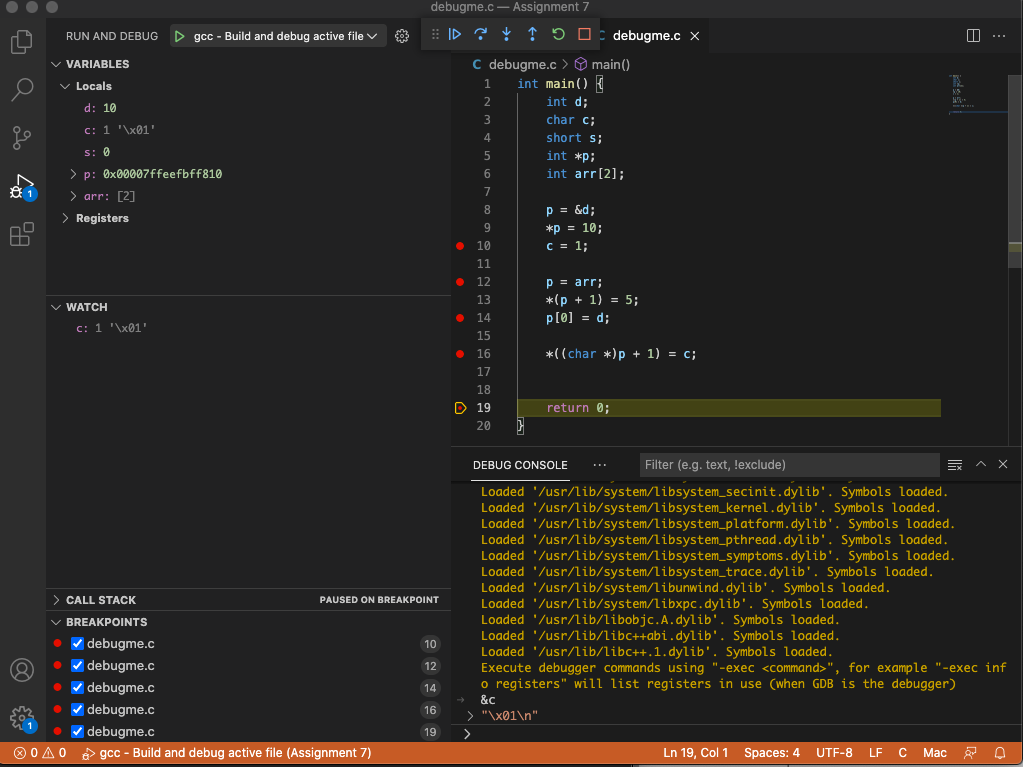 debugme.c — Assignment 7
RUN AND DEBUG
gcc - Build and debug active file
debugme.c
C debugme.c > main()
VARIABLES
Locals
d: 10
c: 1 '\x01'
s: 0
p: 0x00007ffeefbff810
arr: [2]
Registers
WATCH
c: 1 '\x01'
CALL STACK PAUSED ON BREAKPOINT
BREAKPOINTS
debugme.c 10
debugme.c 12
debugme.c 14
debugme.c 16
debugme.c 19
1
1
1 int main() {
2 int d;
3 char c;
4 short s;
5 int *p;
6 int arr[2];
7
8 p = &d;
9 *p = 10;
10 c = 1;
11
12 p = arr;
13 *(p + 1) = 5;
14 p[0] = d;
15
16 *((char *)p + 1) = c;
17
18
19 return 0;
20 }
DEBUG CONSOLE ··· Filter (e.g. text, !exclude)
Loaded '/usr/lib/system/libsystem_secinit.dylib'. Symbols loaded.
Loaded '/usr/lib/system/libsystem_kernel.dylib'. Symbols loaded.
Loaded '/usr/lib/system/libsystem_platform.dylib'. Symbols loaded.
Loaded '/usr/lib/system/libsystem_pthread.dylib'. Symbols loaded.
Loaded '/usr/lib/system/libsystem_symptoms.dylib'. Symbols loaded.
Loaded '/usr/lib/system/libsystem_trace.dylib'. Symbols loaded.
Loaded '/usr/lib/system/libunwind.dylib'. Symbols loaded.
Loaded '/usr/lib/system/libxpc.dylib'. Symbols loaded.
Loaded '/usr/lib/libobjc.A.dylib'. Symbols loaded.
Loaded '/usr/lib/libc++abi.dylib'. Symbols loaded.
Loaded '/usr/lib/libc++.1.dylib'. Symbols loaded.
Execute debugger commands using "-exec <command>", for example "-exec inf
o registers" will list registers in use (when GDB is the debugger)
&c
"\x01\n"
0 0 gcc - Build and debug active file (Assignment 7) Ln 19, Col 1 Spaces: 4 UTF-8 LF C Mac